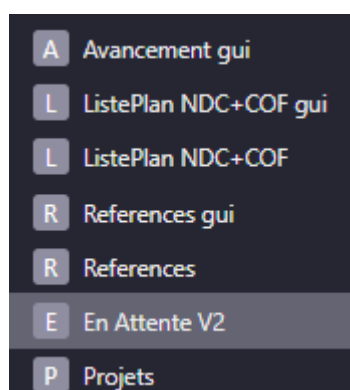 A Avancement gui
L ListePlan NDC+COF gui
L ListePlan NDC+COF
R References gui
R References
E En Attente V2
P Projets